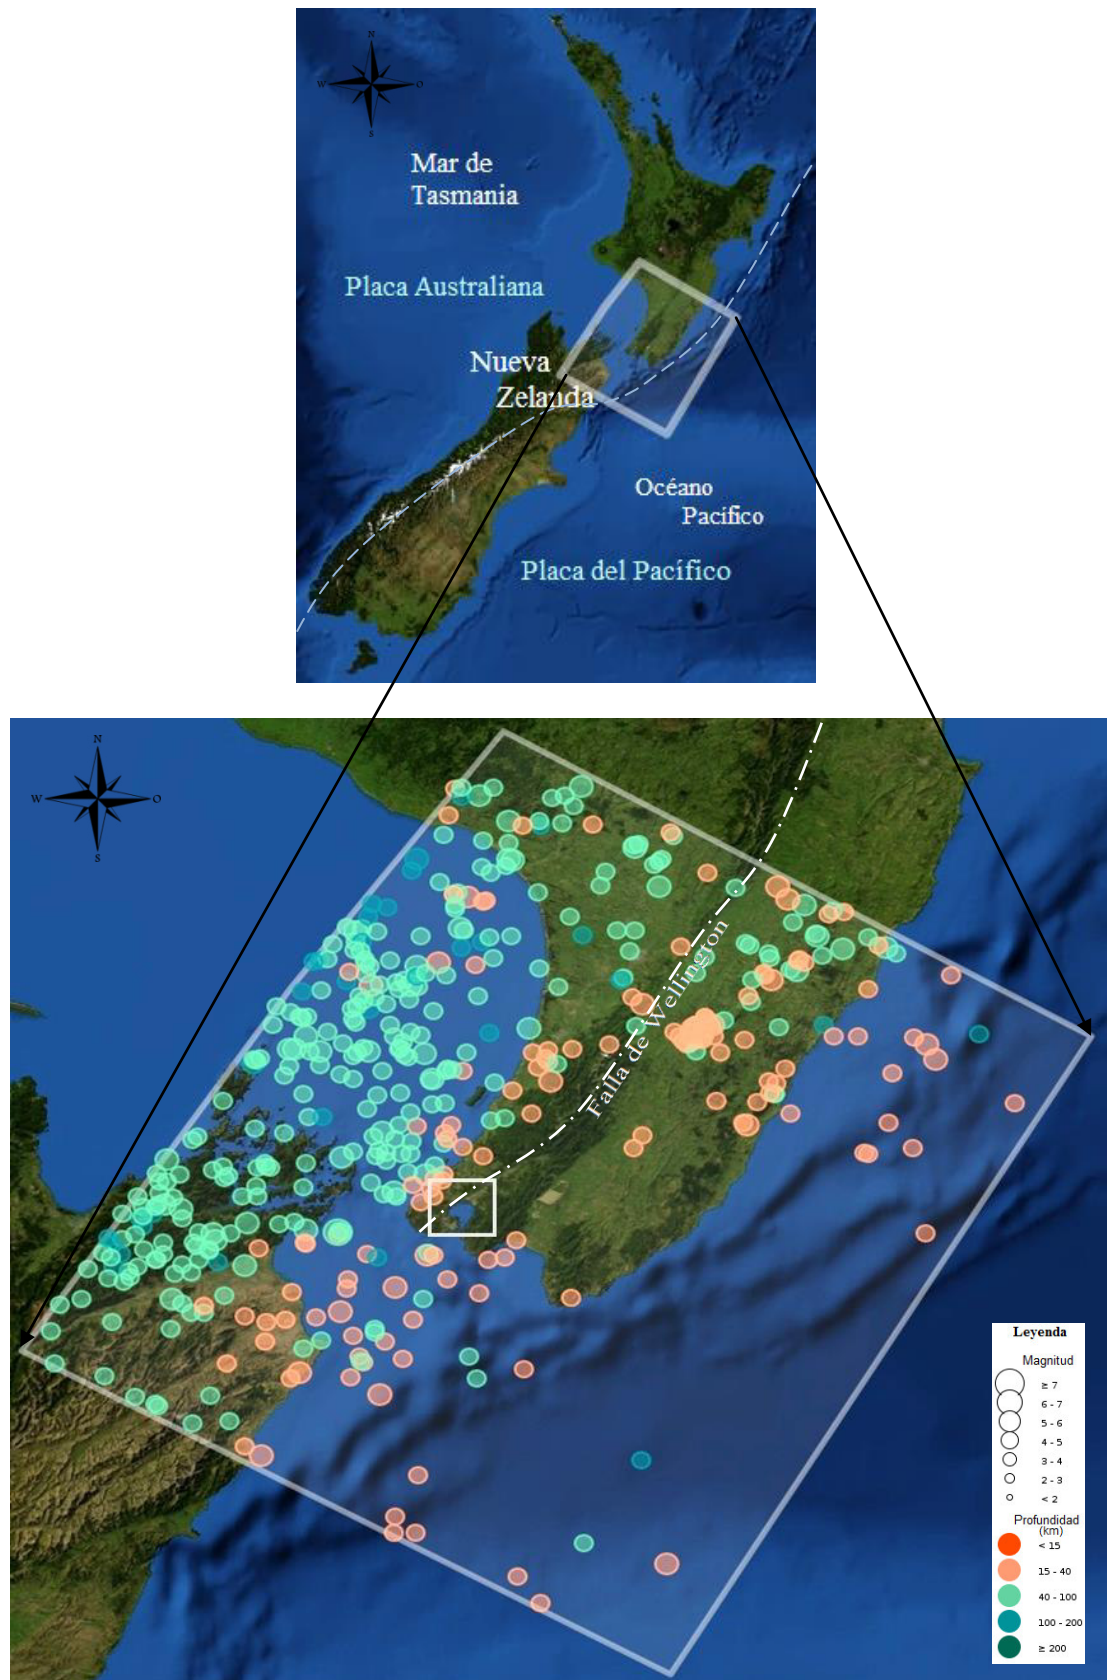 N
W
O
S
Mar de
Tasmania
Placa Australiana
Nueva
Zelanda
Océano
Pacífico
Placa del Pacífico
N
W
O
S
Falla de Wellington
Leyenda
Magnitud
≥ 7
6 - 7
5 - 6
4 - 5
3 - 4
2 - 3
< 2
Profundidad
(km)
< 15
15 - 40
40 - 100
100 - 200
≥ 200